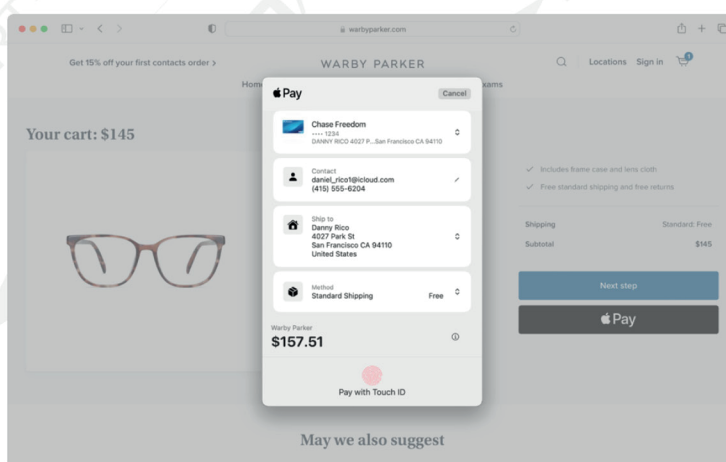 warbyparker.com
Get 15% off your first contacts order >
WARBY PARKER
Locations Sign in
1
Home
Exams
Your cart: $145
Pay
Cancel
Chase Freedom
•••• 1234
DANNY RICO 4027 P...San Francisco CA 94110
Contact
daniel_rico1@icloud.com
(415) 555-6204
Ship to
Danny Rico
4027 Park St
San Francisco CA 94110
United States
Method
Standard Shipping Free
Warby Parker
$157.51
Pay with Touch ID
Includes frame case and lens cloth
Free standard shipping and free returns
Shipping Standard: Free
Subtotal $145
Next step
Pay
May we also suggest